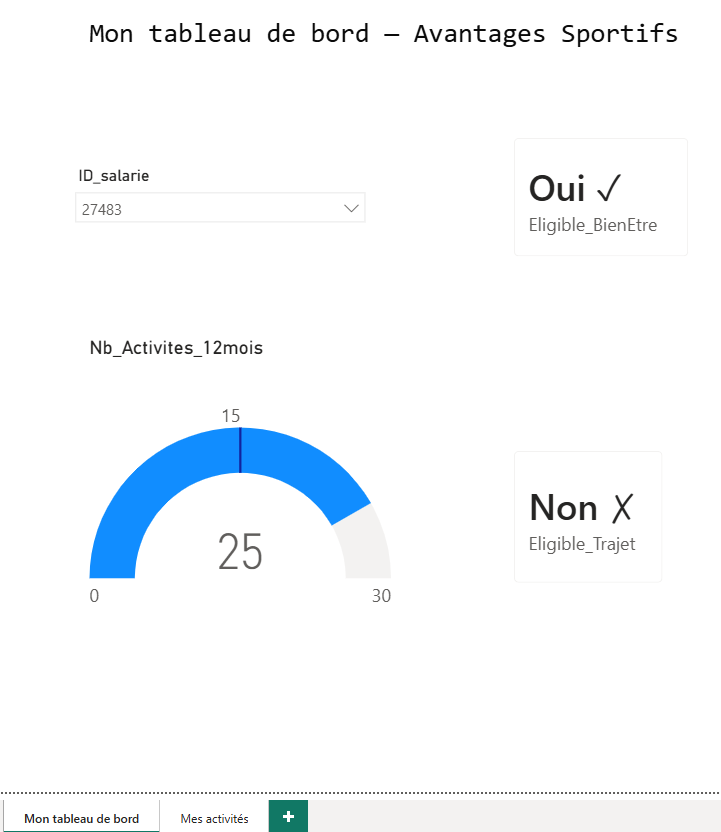 Mon tableau de bord — Avantages Sportifs
ID_salarie
27483
Oui ✓
Eligible_BienEtre
Nb_Activites_12mois
15
25
0
30
Non ✗
Eligible_Trajet
Mon tableau de bord
Mes activités
+